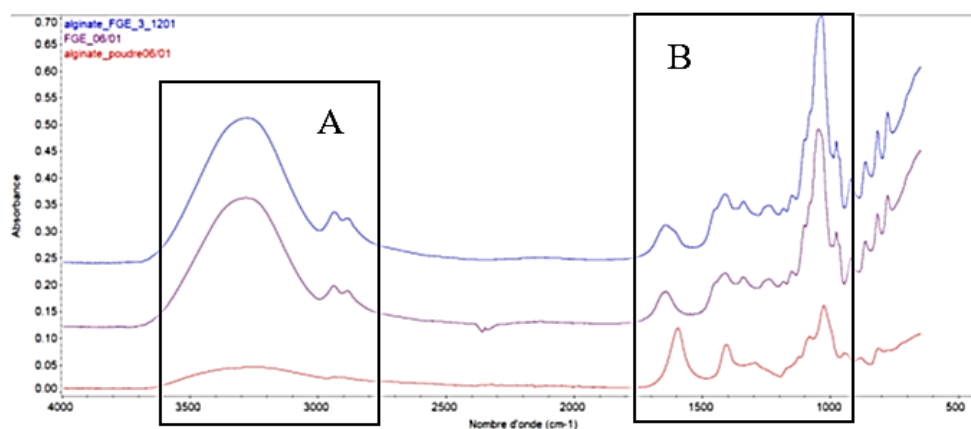 0.70
alginate_FGE_3_1201
FGE_06/01
alginate_poudre06/01
0.65
0.60
0.55
0.50
0.45
0.40
0.35
0.30
0.25
0.20
0.15
0.10
0.05
0.00
Absorbance
A
B
4000 3500 3000 2500 2000 1500 1000 500
Nombre d'onde (cm-1)